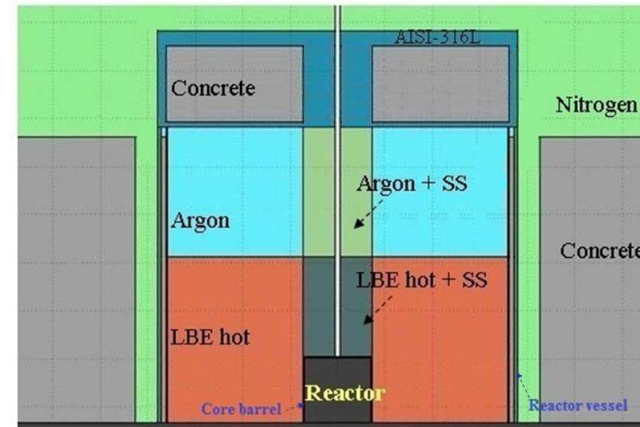 AISI-316L
Concrete
Nitrogen
Argon + SS
Argon
Concrete
LBE hot + SS
LBE hot
Reactor
Core barrel
Reactor vessel